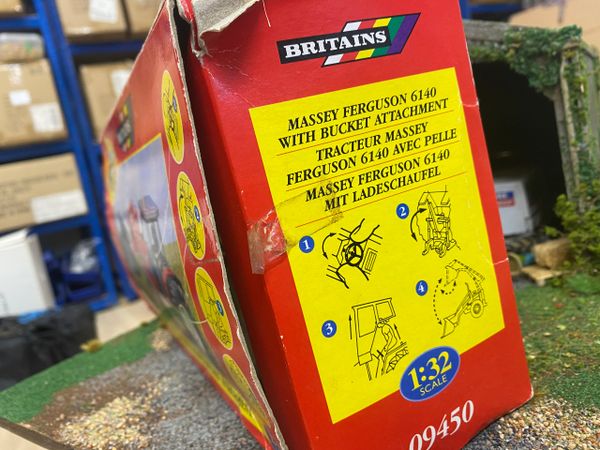 BRITAINS
MASSEY FERGUSON 6140
WITH BUCKET ATTACHMENT
TRACTEUR MASSEY
FERGUSON 6140 AVEC PELLE
MASSEY FERGUSON 6140
MIT LADESCHAUFEL
1
2
3
4
1:32
SCALE
09450